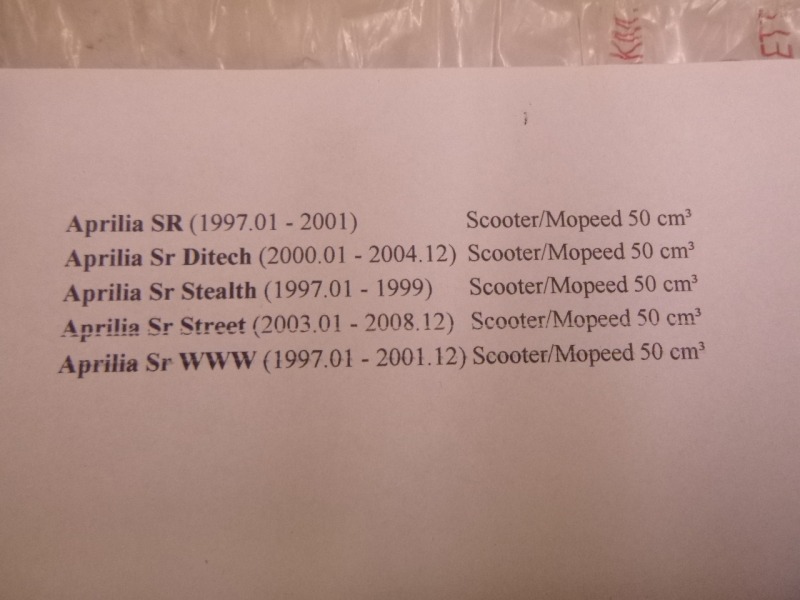 Aprilia SR (1997.01 - 2001) Scooter/Mopeed 50 cm³
Aprilia Sr Ditech (2000.01 - 2004.12) Scooter/Mopeed 50 cm³
Aprilia Sr Stealth (1997.01 - 1999) Scooter/Mopeed 50 cm³
Aprilia Sr Street (2003.01 - 2008.12) Scooter/Mopeed 50 cm³
Aprilia Sr WWW (1997.01 - 2001.12) Scooter/Mopeed 50 cm³